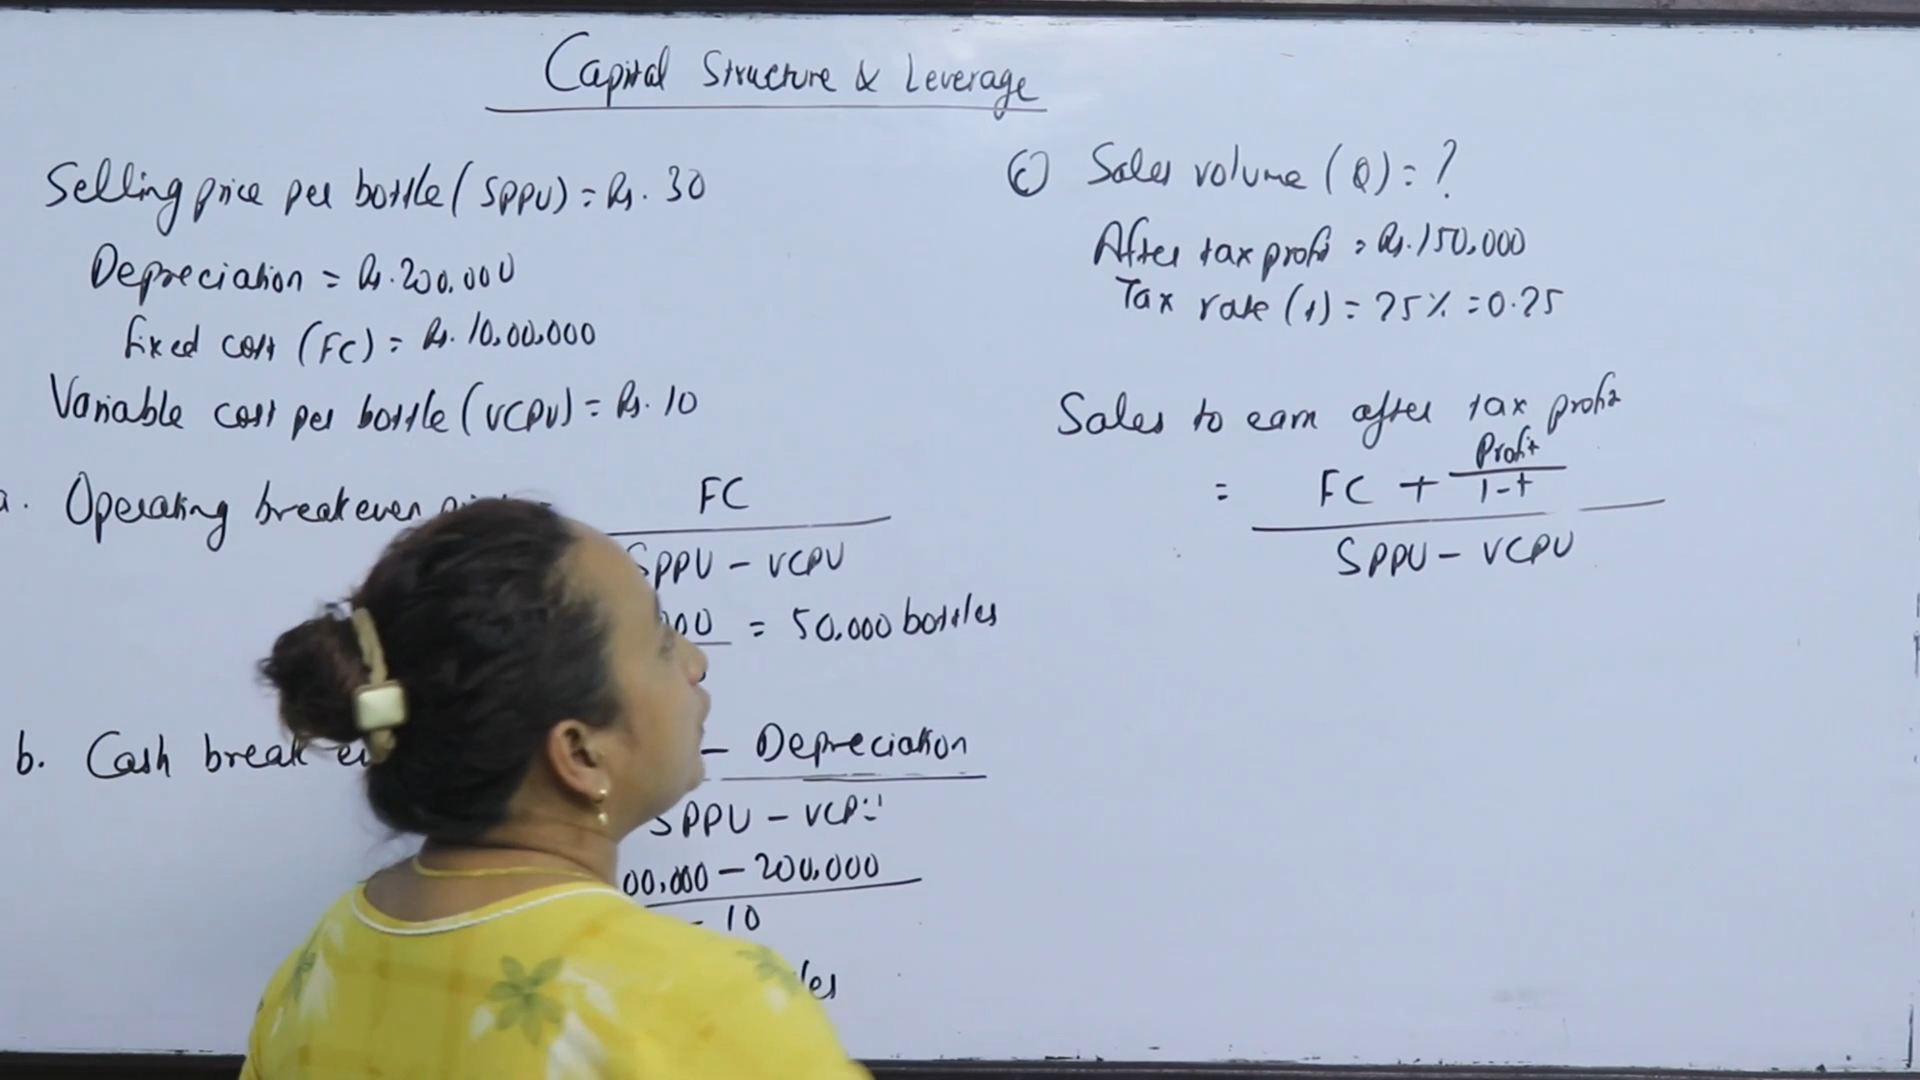 Capital Structure & Leverage
Selling price per bottle (SPPU) = Rs. 30
Depreciation = Rs. 200,000
Fixed cost (FC) = Rs. 10,00,000
Variable cost per bottle (VCPU) = Rs. 10
a. Operating break even
FC
SPPU - VCPU
= 50,000 bottles
b. Cash break
- Depreciation
SPPU - VCPU
00,000 - 200,000
- 10
© Sales volume (Q) = ?
After tax profit = Rs. 150,000
Tax rate (t) = 25% = 0.25
Sales to earn after tax profit
= FC + Profit / 1-t
SPPU - VCPU